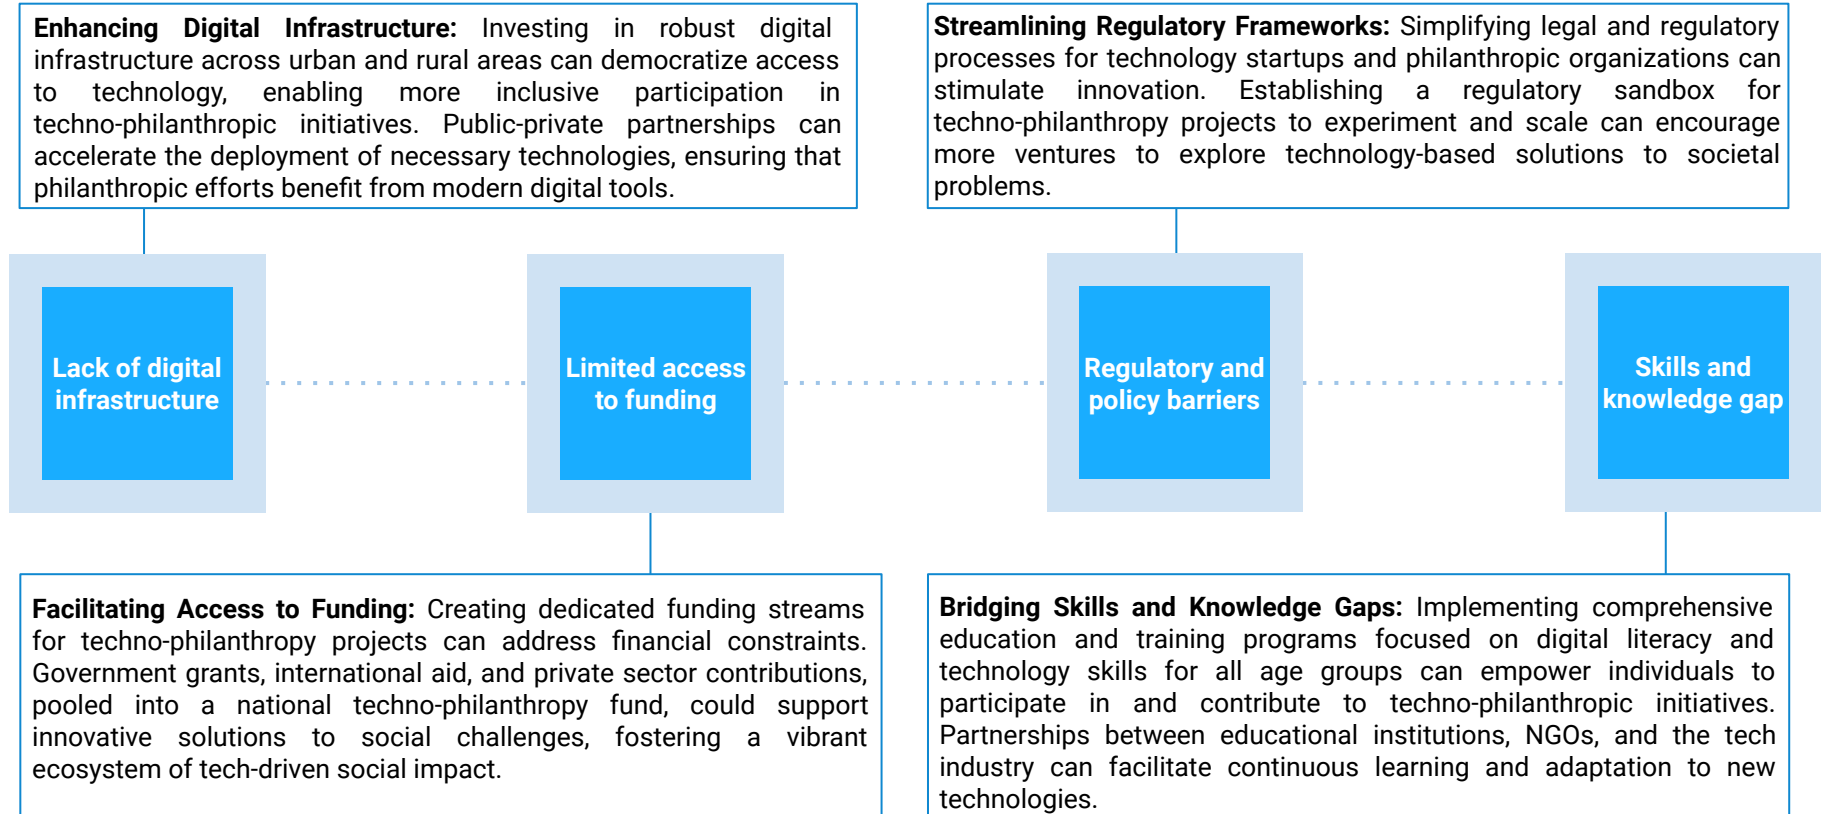 Enhancing Digital Infrastructure: Investing in robust digital
infrastructure across urban and rural areas can democratize access
to technology, enabling more inclusive participation in
techno-philanthropic initiatives. Public-private partnerships can
accelerate the deployment of necessary technologies, ensuring that
philanthropic efforts benefit from modern digital tools.
Streamlining Regulatory Frameworks: Simplifying legal and regulatory
processes for technology startups and philanthropic organizations can
stimulate innovation. Establishing a regulatory sandbox for
techno-philanthropy projects to experiment and scale can encourage
more ventures to explore technology-based solutions to societal
problems.
Lack of digital
infrastructure
Limited access
to funding
Regulatory and
policy barriers
Skills and
knowledge gap
Facilitating Access to Funding: Creating dedicated funding streams
for techno-philanthropy projects can address financial constraints.
Government grants, international aid, and private sector contributions,
pooled into a national techno-philanthropy fund, could support
innovative solutions to social challenges, fostering a vibrant
ecosystem of tech-driven social impact.
Bridging Skills and Knowledge Gaps: Implementing comprehensive
education and training programs focused on digital literacy and
technology skills for all age groups can empower individuals to
participate in and contribute to techno-philanthropic initiatives.
Partnerships between educational institutions, NGOs, and the tech
industry can facilitate continuous learning and adaptation to new
technologies.